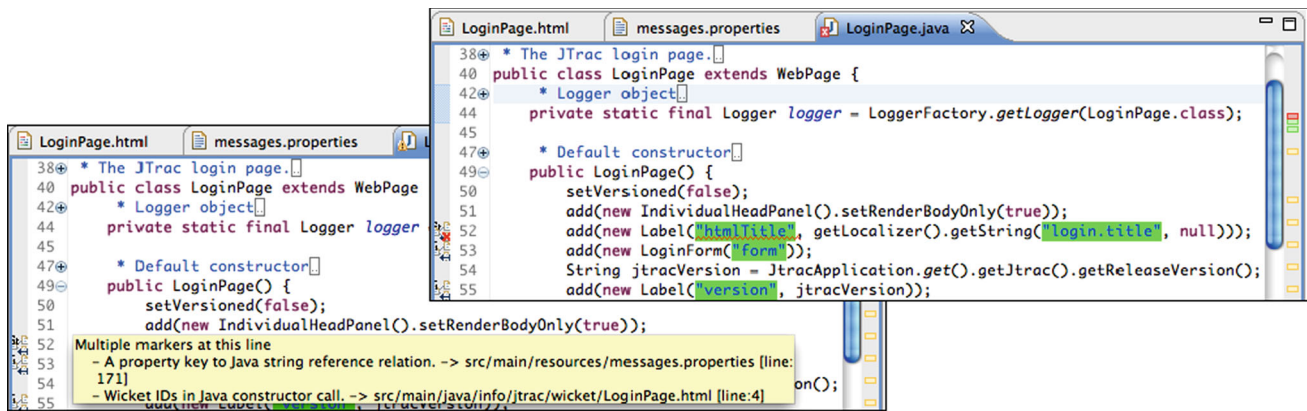 LoginPage.html messages.properties LoginPage.java
38 * The JTrac login page.
40 public class LoginPage extends WebPage {
42 * Logger object
44 private static final Logger logger = LoggerFactory.getLogger(LoginPage.class);
45
47 * Default constructor
49 public LoginPage() {
50 setVersioned(false);
51 add(new IndividualHeadPanel().setRenderBodyOnly(true));
52 add(new Label("htmlTitle", getLocalizer().getString("login.title", null)));
53 add(new LoginForm("form"));
54 String jtracVersion = JtracApplication.get().getJtrac().getReleaseVersion();
55 add(new Label("version", jtracVersion));
LoginPage.html messages.properties L
38 * The JTrac login page.
40 public class LoginPage extends WebPage
42 * Logger object
44 private static final Logger logger
45
47 * Default constructor
49 public LoginPage() {
50 setVersioned(false);
51 add(new IndividualHeadPanel().setRenderBodyOnly(true));
52 Multiple markers at this line
53 - A property key to Java string reference relation. -> src/main/resources/messages.properties [line:
171]
54 - Wicket IDs in Java constructor call. -> src/main/java/info/jtrac/wicket/LoginPage.html [line:4] on();
55 add(new Label("version", jtracVersion));